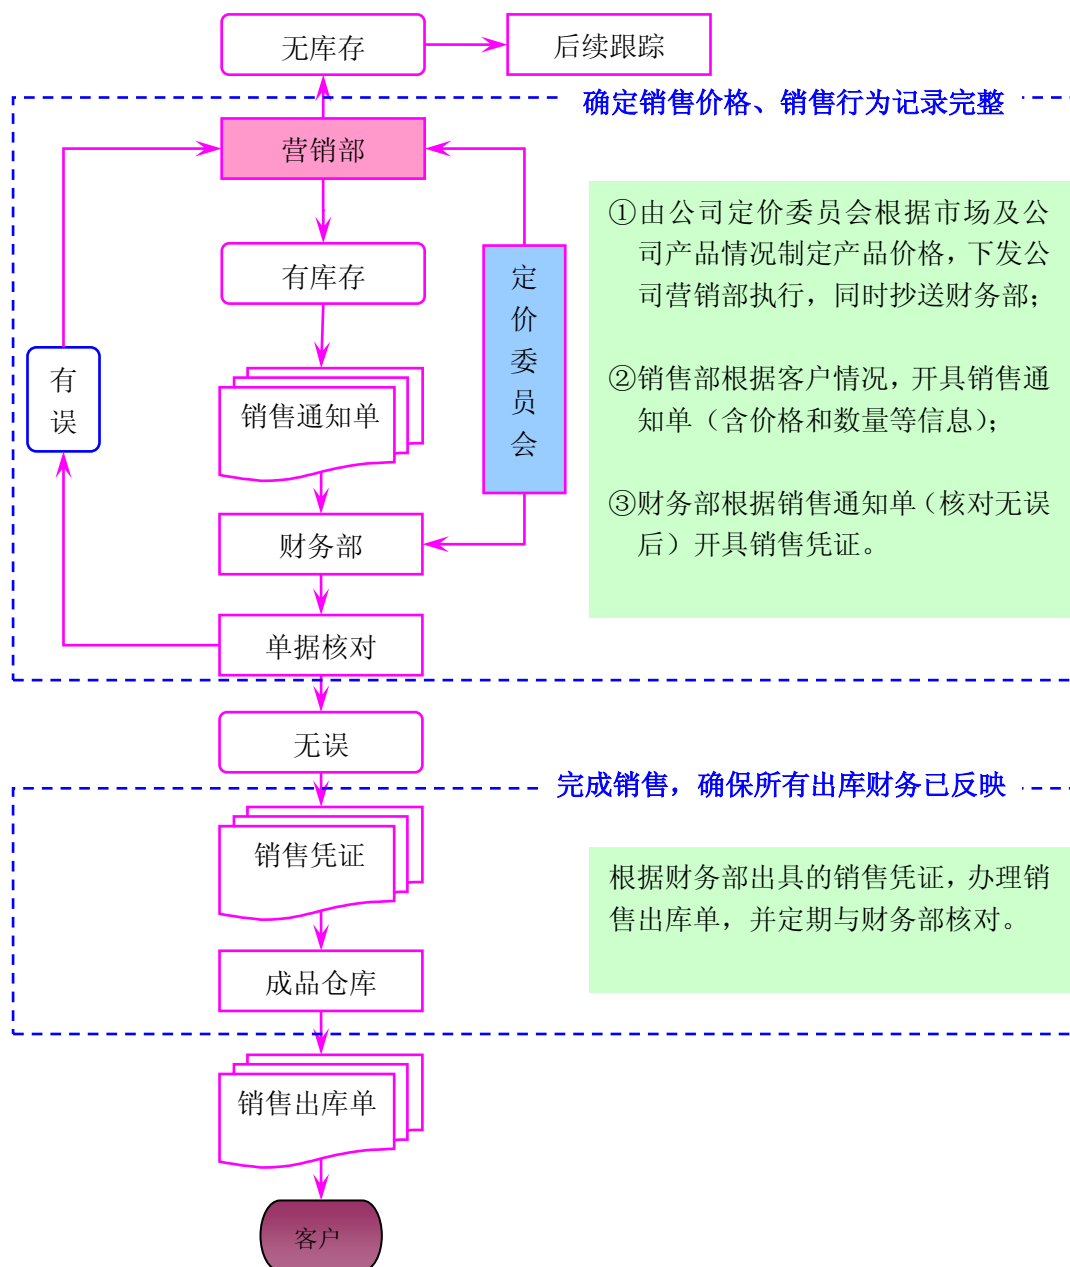 无库存
后续跟踪
确定销售价格、销售行为记录完整
营销部
①由公司定价委员会根据市场及公
司产品情况制定产品价格，下发公
司营销部执行，同时抄送财务部；
有库存
定
价
委
员
会
有
误
②销售部根据客户情况，开具销售通
知单（含价格和数量等信息）；
销售通知单
③财务部根据销售通知单（核对无误
后）开具销售凭证。
财务部
单据核对
无误
完成销售，确保所有出库财务已反映
销售凭证
根据财务部出具的销售凭证，办理销
售出库单，并定期与财务部核对。
成品仓库
销售出库单
客户